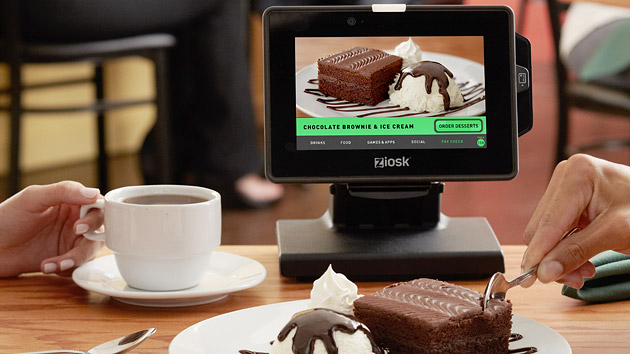 CHOCOLATE BROWNIE & ICE CREAM ORDER DESSERTS
DRINKS FOOD GAMES & APPS SOCIAL PAY CHECK
ziosk